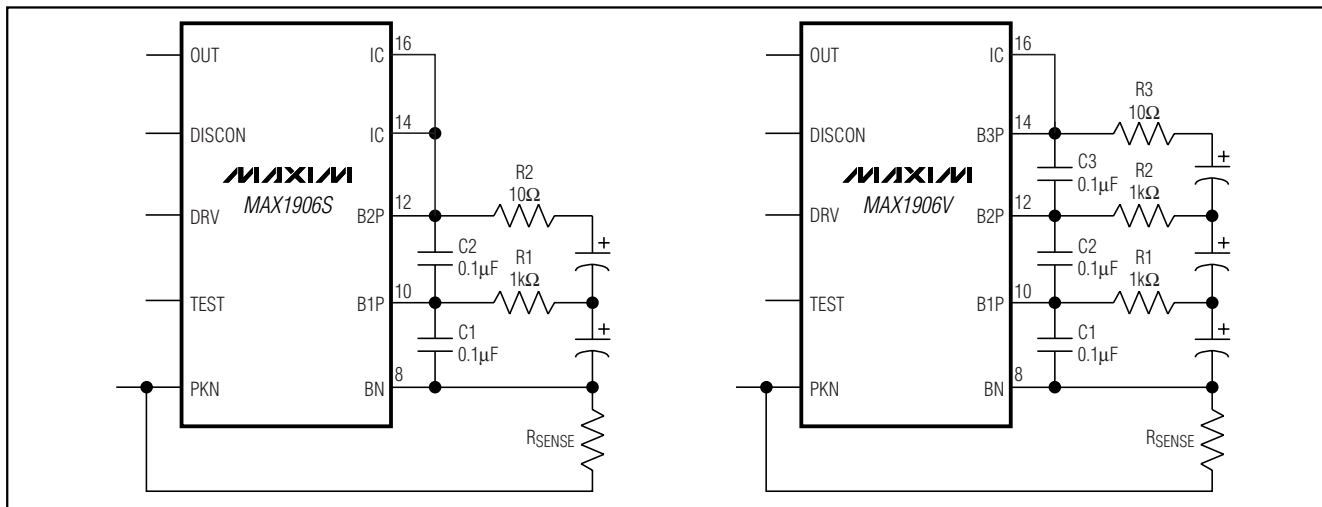 OUT
DISCON
DRV
TEST
PKN
MAXIM
MAX1906S
IC
16
IC
14
B2P
12
B1P
10
BN
8
R2
10Ω
C2
0.1µF
R1
1kΩ
C1
0.1µF
+
+
RSENSE
OUT
DISCON
DRV
TEST
PKN
MAXIM
MAX1906V
IC
16
B3P
14
B2P
12
B1P
10
BN
8
R3
10Ω
C3
0.1µF
R2
1kΩ
C2
0.1µF
R1
1kΩ
C1
0.1µF
+
+
+
RSENSE